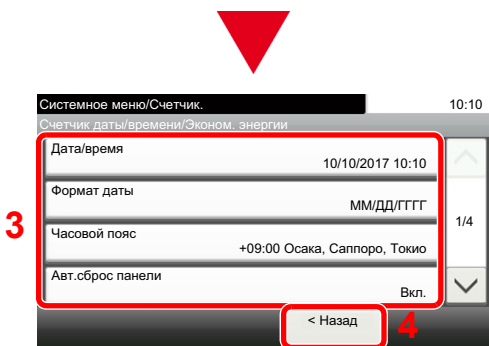 Системное меню/Счетчик.
10:10
Счетчик даты/времени/Эконом. энергии
Дата/время
10/10/2017 10:10
Формат даты
ММ/ДД/ГГГГ
3
1/4
Часовой пояс
+09:00 Осака, Саппоро, Токио
Авт.сброс панели
Вкл.
< Назад
4